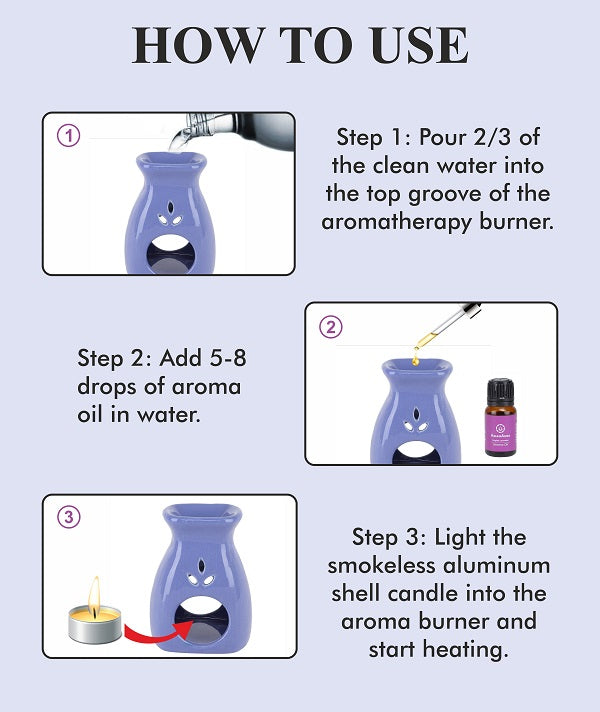 HOW TO USE
1
Step 1: Pour 2/3 of
the clean water into
the top groove of the
aromatherapy burner.
2
Step 2: Add 5-8
drops of aroma
oil in water.
3
Step 3: Light the
smokeless aluminum
shell candle into the
aroma burner and
start heating.